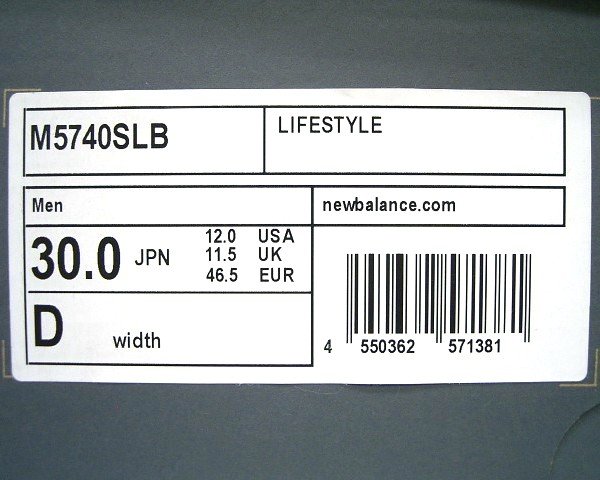 M5740SLB
LIFESTYLE
Men
newbalance.com
30.0 JPN
12.0 USA
11.5 UK
46.5 EUR
D width
4 550362 571381